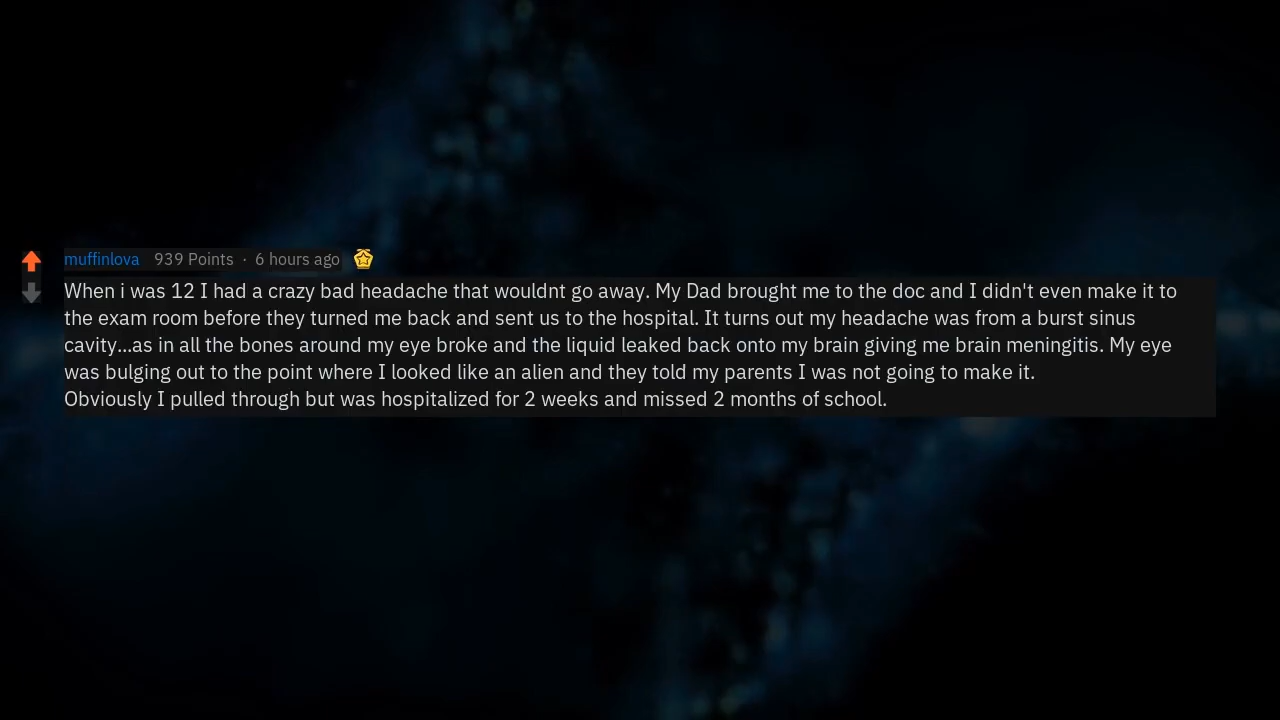 muffinlova 939 Points · 6 hours ago
When i was 12 I had a crazy bad headache that wouldnt go away. My Dad brought me to the doc and I didn't even make it to
the exam room before they turned me back and sent us to the hospital. It turns out my headache was from a burst sinus
cavity...as in all the bones around my eye broke and the liquid leaked back onto my brain giving me brain meningitis. My eye
was bulging out to the point where I looked like an alien and they told my parents I was not going to make it.
Obviously I pulled through but was hospitalized for 2 weeks and missed 2 months of school.